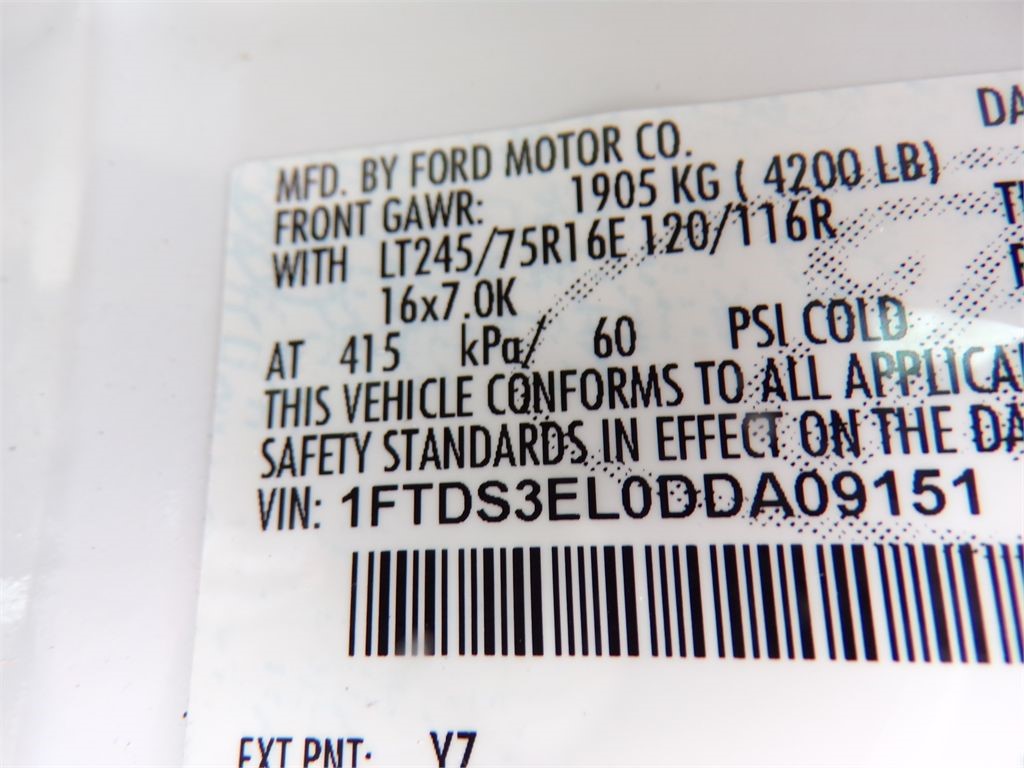 DA
MFD. BY FORD MOTOR CO.
FRONT GAWR: 1905 KG ( 4200 LB)
WITH LT245/75R16E 120/116R
16x7.0K
AT 415 kPa/ 60 PSI COLD
THIS VEHICLE CONFORMS TO ALL APPLICA
SAFETY STANDARDS IN EFFECT ON THE DA
VIN: 1FTDS3EL0DDA09151
EXT PNT: YZ